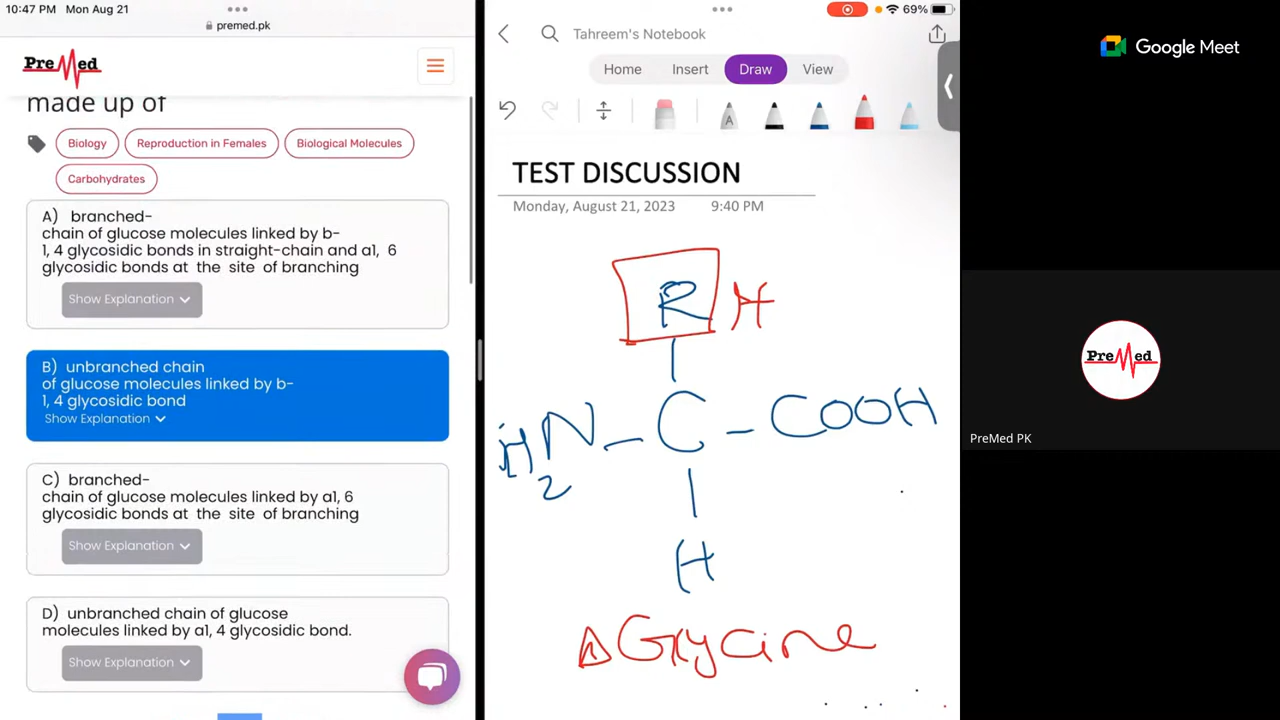 10:47 PM Mon Aug 21
premed.pk
69%
PreMed
made up of
Biology
Reproduction in Females
Biological Molecules
Carbohydrates
A) branched-
chain of glucose molecules linked by b-
1, 4 glycosidic bonds in straight-chain and a1, 6
glycosidic bonds at the site of branching
Show Explanation
B) unbranched chain
of glucose molecules linked by b-
1, 4 glycosidic bond
Show Explanation
C) branched-
chain of glucose molecules linked by a1, 6
glycosidic bonds at the site of branching
Show Explanation
D) unbranched chain of glucose
molecules linked by a1, 4 glycosidic bond.
Show Explanation
Tahreem's Notebook
Home
Insert
Draw
View
A
TEST DISCUSSION
Monday, August 21, 2023 9:40 PM
R H
H2N - C - COOH
H
Glycine
Google Meet
PreMed
PreMed PK